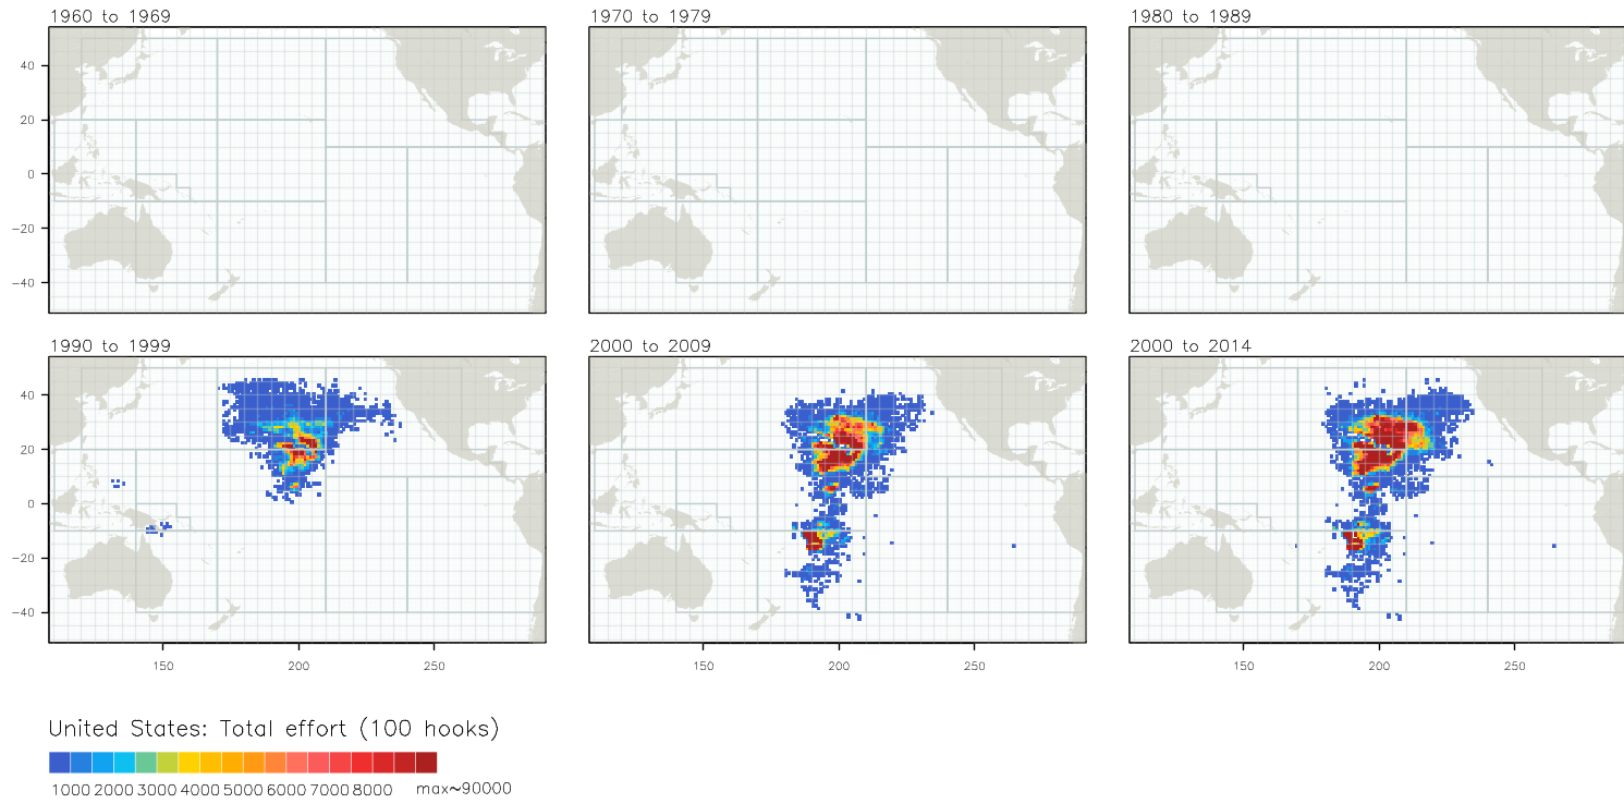 1960 to 1969
1970 to 1979
1980 to 1989
40
20
0
−20
−40
1990 to 1999
2000 to 2009
2000 to 2014
40
20
0
−20
−40
150 200 250
150 200 250
150 200 250
United States: Total effort (100 hooks)
1000 2000 3000 4000 5000 6000 7000 8000 max~90000